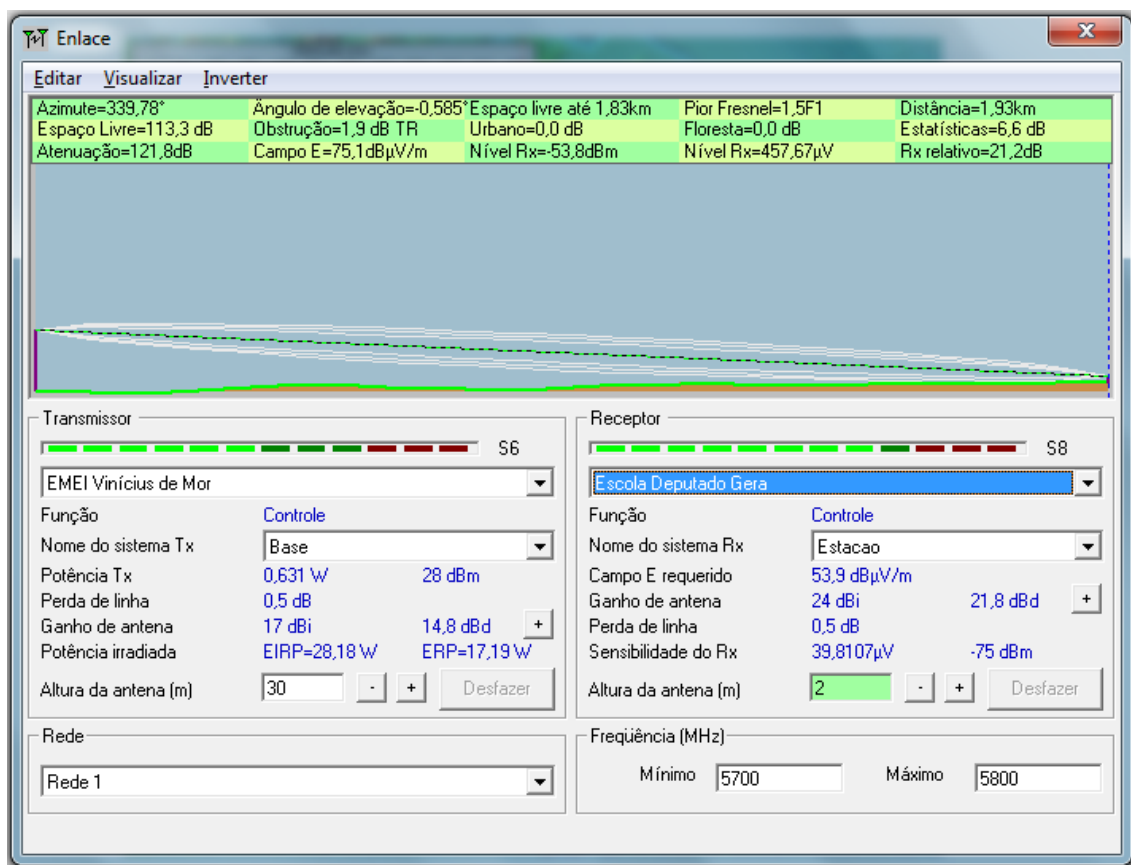 Enlace
Editar Visualizar Inverter
Azimute=339,78° Ângulo de elevação=-0,585° Espaço livre até 1,83km Pior Fresnel=1,5F1 Distância=1,93km
Espaço Livre=113,3 dB Obstrução=1,9 dB TR Urbano=0,0 dB Floresta=0,0 dB Estatísticas=6,6 dB
Atenuação=121,8dB Campo E=75,1dBµV/m Nível Rx=-53,8dBm Nível Rx=457,67µV Rx relativo=21,2dB
Transmissor
S6
EMEI Vinícius de Mor
Função Controle
Nome do sistema Tx Base
Potência Tx 0,631 W 28 dBm
Perda de linha 0,5 dB
Ganho de antena 17 dBi 14,8 dBd +
Potência irradiada EIRP=28,18 W ERP=17,19 W
Altura da antena (m) 30 - + Desfazer
Receptor
S8
Escola Deputado Gera
Função Controle
Nome do sistema Rx Estacao
Campo E requerido 53,9 dBµV/m
Ganho de antena 24 dBi 21,8 dBd +
Perda de linha 0,5 dB
Sensibilidade do Rx 39,8107µV -75 dBm
Altura da antena (m) 2 - + Desfazer
Rede
Rede 1
Freqüência (MHz)
Mínimo 5700 Máximo 5800